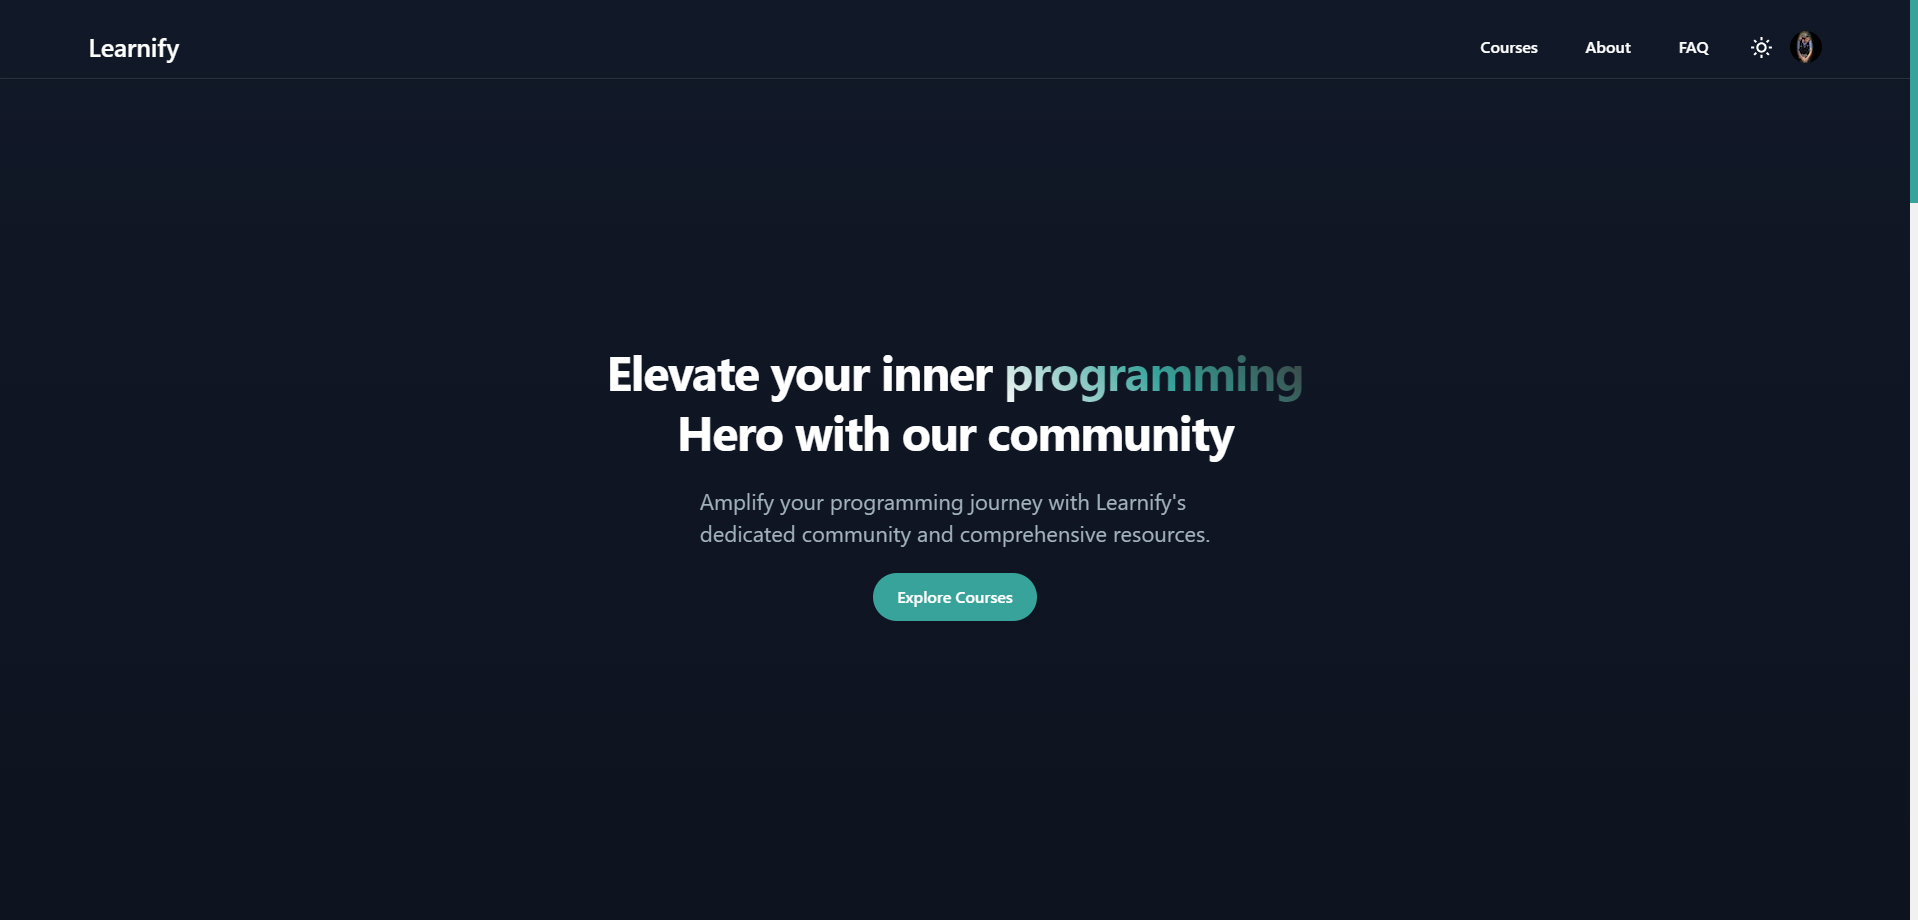 Learnify
Courses
About
FAQ
Elevate your inner programming
Hero with our community
Amplify your programming journey with Learnify's
dedicated community and comprehensive resources.
Explore Courses